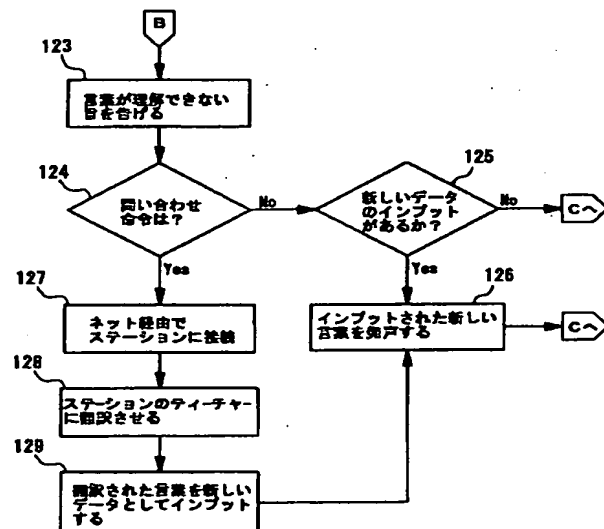 B
123
言葉が理解できない
旨を告げる
124
問い合わせ
命令は？
No
125
新しいデータ
のインプット
があるか？
No
Cへ
Yes
Yes
127
ネット経由で
ステーションに接続
126
インプットされた新しい
言葉を発声する
Cへ
128
ステーションのティーチャー
に翻訳させる
129
翻訳された言葉を新しい
データとしてインプット
する